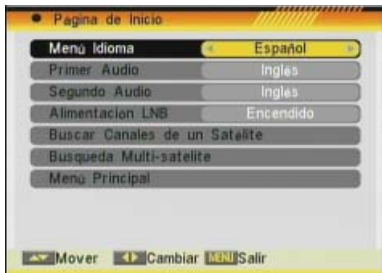 Pagina de Inicio
Menú Idioma Español
Primer Audio Inglés
Segundo Audio Inglés
Alimentacion LNB Encendido
Buscar Canales de un Satelite
Busqueda Multi-satelite
Menú Principal
Mover Cambiar MENU Salir